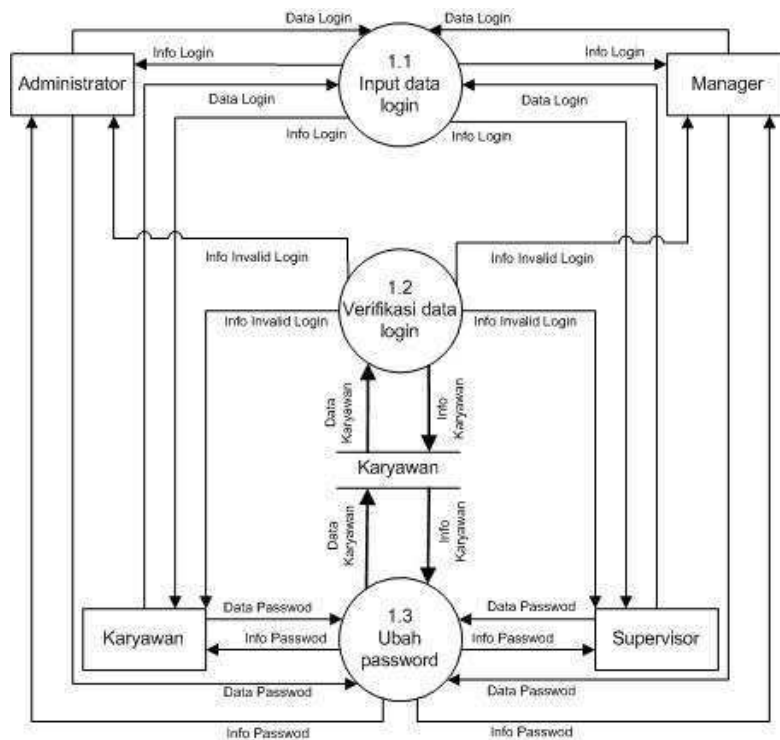 Data Login
Data Login
Info Login
1.1
Info Login
Administrator
Input data
Manager
Data Login
login
Data Login
Info Login
Info Login
Info Invalid Login
1.2
Info Invalid Login
Verifikasi data
Info Invalid Login
login
Info Invalid Login
Data
Karyawan
Info
Karyawan
Karyawan
Data
Karyawan
Info
Karyawan
Data Passwod
1.3
Data Passwod
Karyawan
Info Passwod
Ubah
Info Passwod
Supervisor
password
Data Passwod
Data Passwod
Info Passwod
Info Passwod